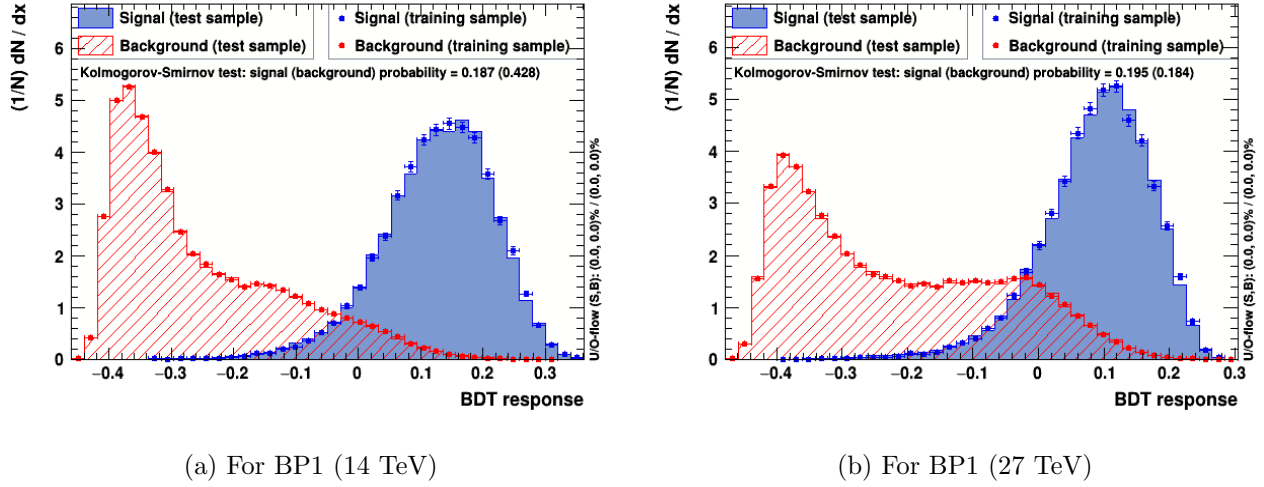 Signal (test sample)
Background (test sample)
Signal (training sample)
Background (training sample)
Kolmogorov-Smirnov test: signal (background) probability = 0.187 (0.428)
(1/N) dN / dx
6
5
4
3
2
1
0
−0.4 −0.3 −0.2 −0.1 0 0.1 0.2 0.3
BDT response
U/O-flow (S,B): (0.0, 0.0)% / (0.0, 0.0)%
(a) For BP1 (14 TeV)
Signal (test sample)
Background (test sample)
Signal (training sample)
Background (training sample)
Kolmogorov-Smirnov test: signal (background) probability = 0.195 (0.184)
(1/N) dN / dx
6
5
4
3
2
1
0
−0.4 −0.3 −0.2 −0.1 0 0.1 0.2 0.3
BDT response
U/O-flow (S,B): (0.0, 0.0)% / (0.0, 0.0)%
(b) For BP1 (27 TeV)